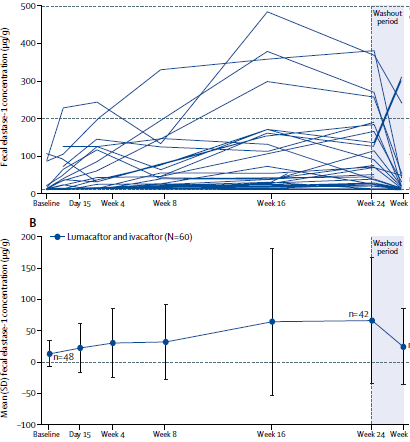 Fecal elastase-1 concentration (μg/g)
500
400
300
200
100
0
Washout
period
Baseline Day 15 Week 4 Week 8 Week 16 Week 24 Week
B
Lumacaftor and ivacaftor (N=60)
Mean (SD) fecal elastase-1 concentration (μg/g)
200
150
100
50
0
−50
−100
Washout
period
n=48
n=42
Baseline Day 15 Week 4 Week 8 Week 16 Week 24 Week